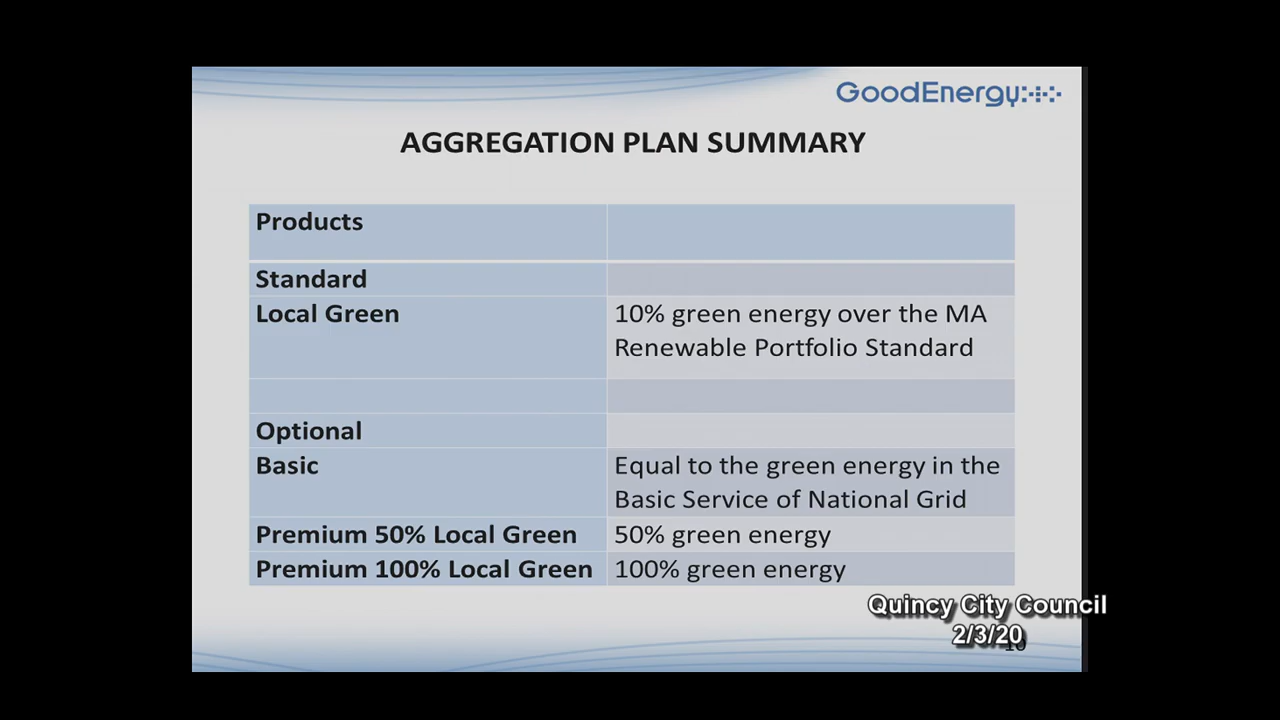 GoodEnergy
AGGREGATION PLAN SUMMARY
Products
Standard
Local Green
10% green energy over the MA
Renewable Portfolio Standard
Optional
Basic
Equal to the green energy in the
Basic Service of National Grid
Premium 50% Local Green
50% green energy
Premium 100% Local Green
100% green energy
Quincy City Council
2/3/20
10